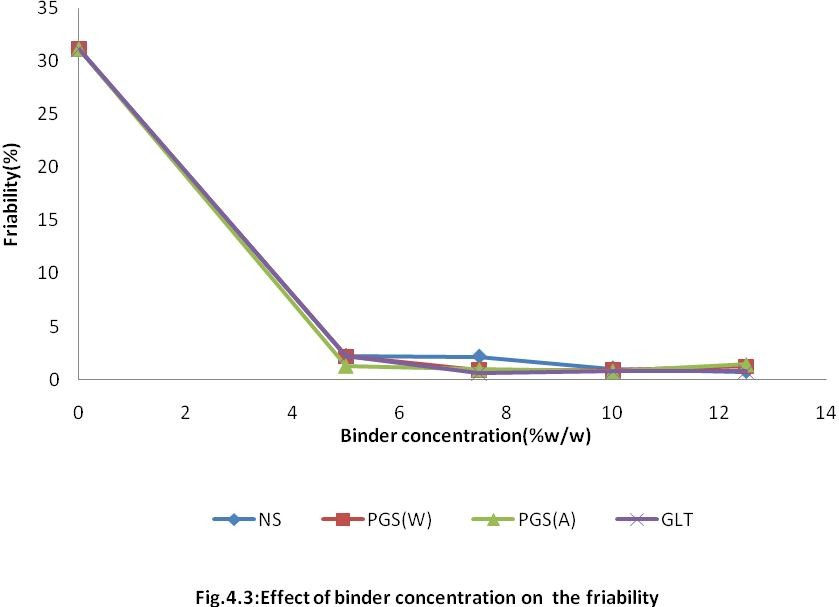 35
30
25
20
15
10
5
0
Friability(%)
0 2 4 6 8 10 12 14
Binder concentration(%w/w)
NS PGS(W) PGS(A) GLT
Fig.4.3:Effect of binder concentration on the friability